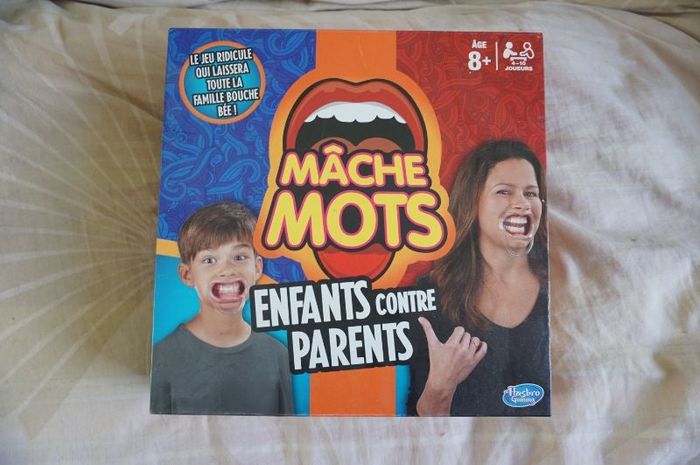 LE JEU RIDICULE
QUI LAISSERA
TOUTE LA
FAMILLE BOUCHE
BÉE !
ÂGE
8+
4-10
JOUEURS
MÂCHE
MOTS
ENFANTS CONTRE
PARENTS
Hasbro
Gaming